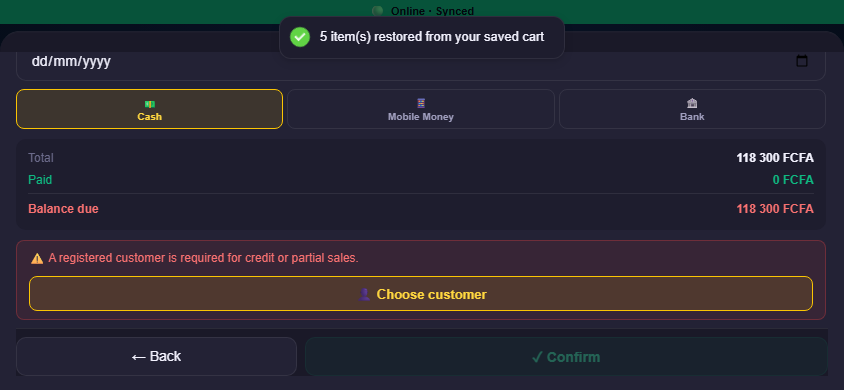 Online · Synced
5 item(s) restored from your saved cart
dd/mm/yyyy
Cash
Mobile Money
Bank
Total 118 300 FCFA
Paid 0 FCFA
Balance due 118 300 FCFA
A registered customer is required for credit or partial sales.
Choose customer
← Back
✓ Confirm